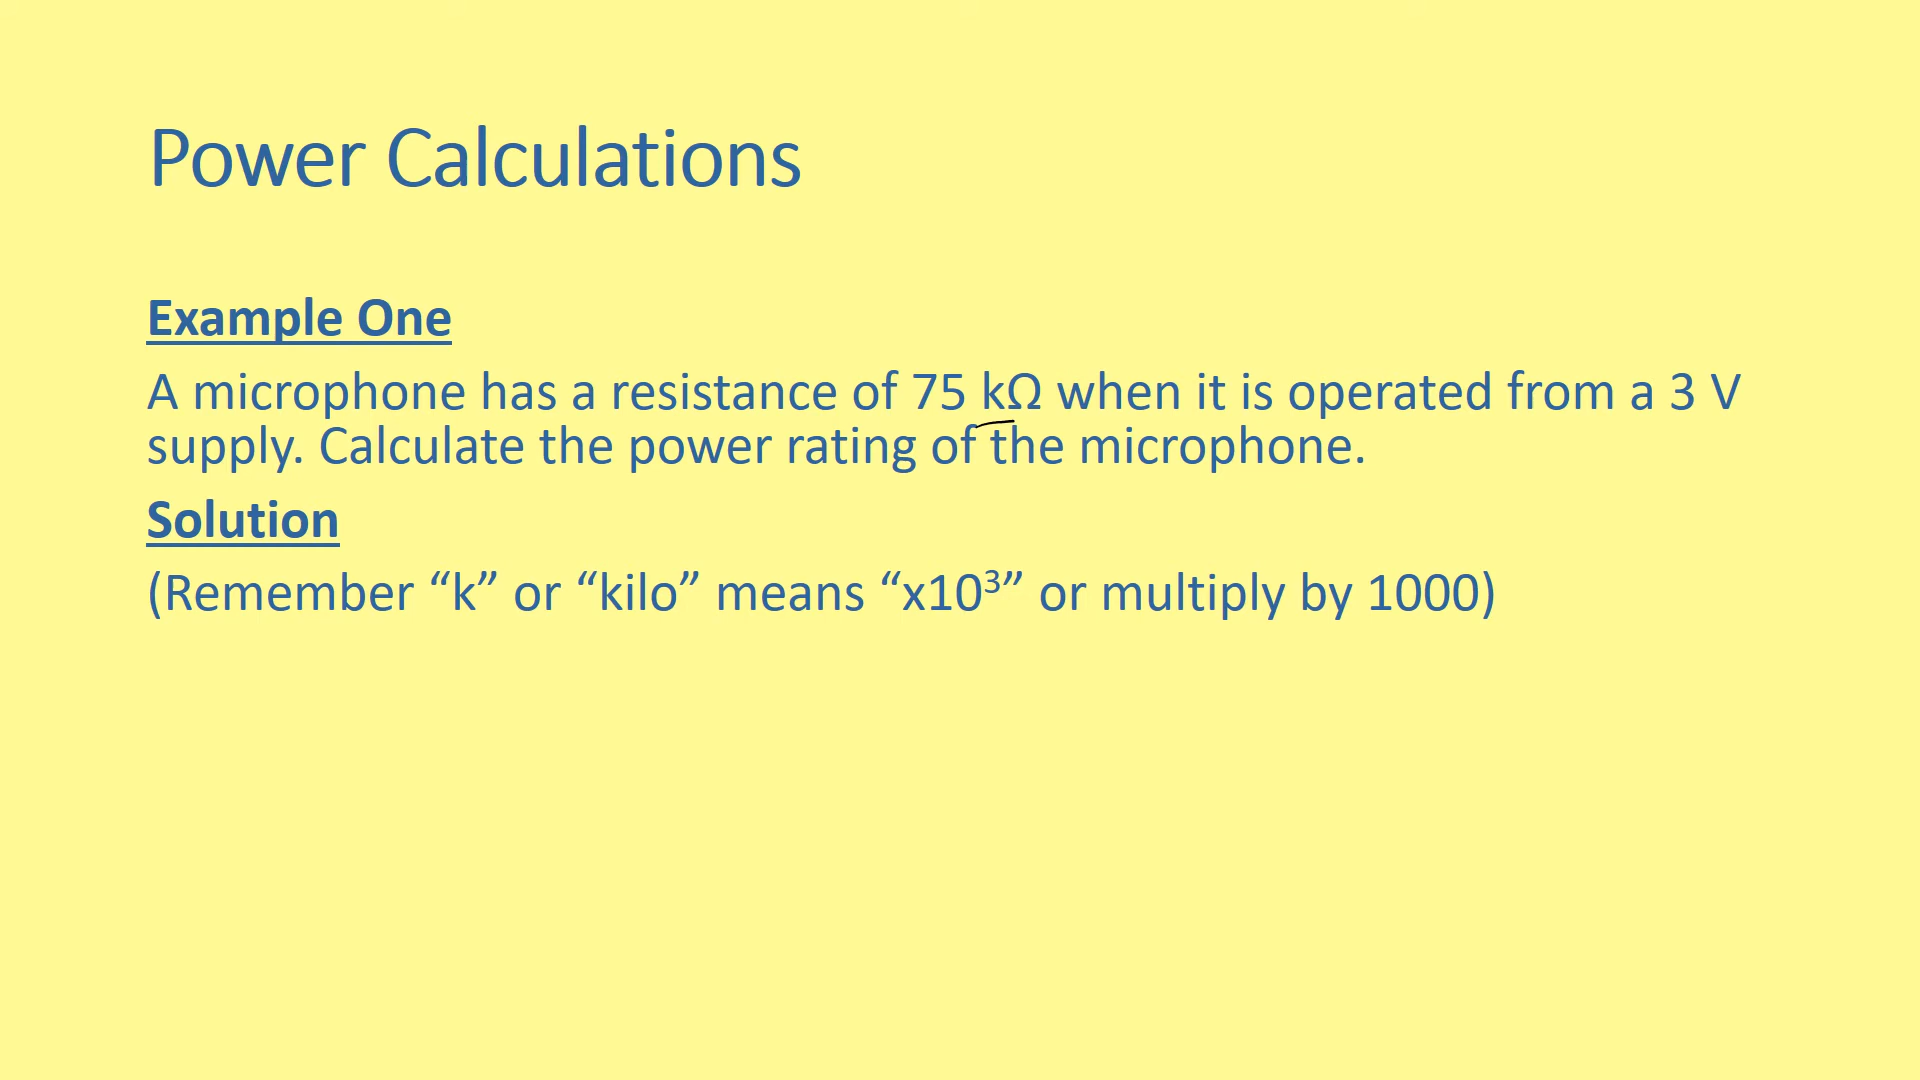 Power Calculations
Example One
A microphone has a resistance of 75 kΩ when it is operated from a 3 V
supply. Calculate the power rating of the microphone.
Solution
(Remember “k” or “kilo” means “x10³” or multiply by 1000)